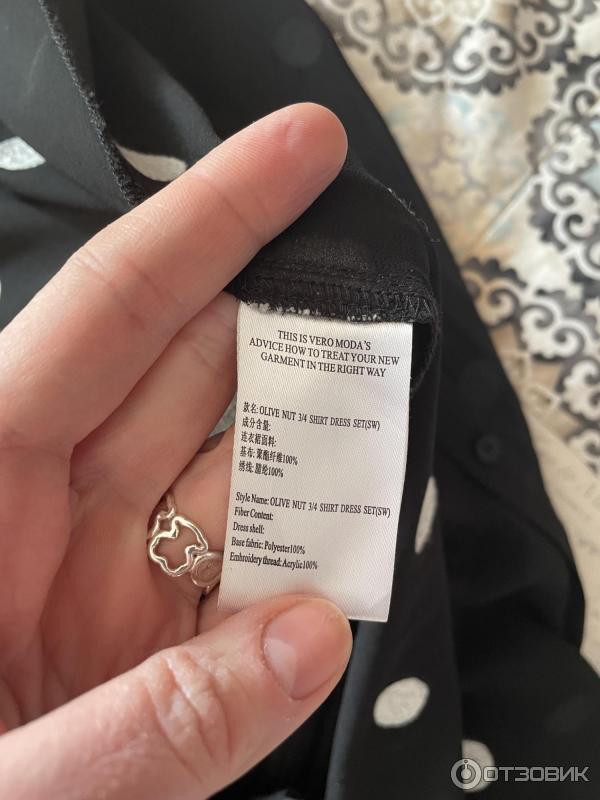 THIS IS VERO MODA'S
ADVICE HOW TO TREAT YOUR NEW
GARMENT IN THE RIGHT WAY
款名: OLIVE NUT 3/4 SHIRT DRESS SET(SW)
成分含量:
连衣裙面料:
基布: 聚酯纤维100%
绣线: 腈纶100%
Style Name: OLIVE NUT 3/4 SHIRT DRESS SET(SW)
Fiber Content:
Dress shell:
Base fabric: Polyester100%
Embroidery thread: Acrylic100%
ОТЗОВИК